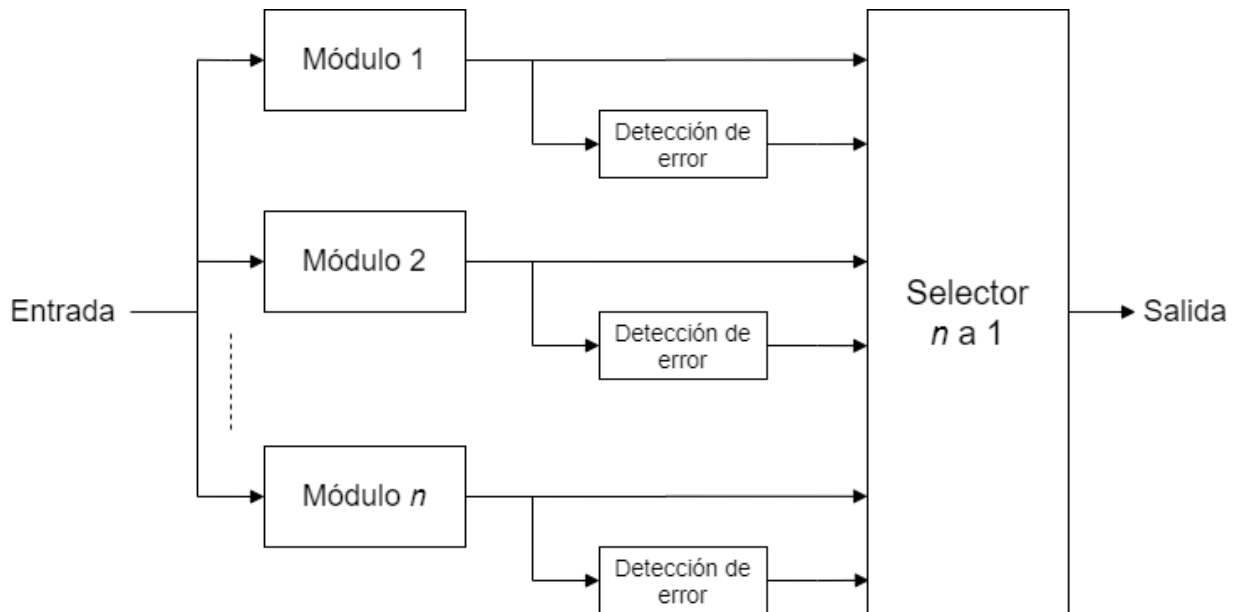 Módulo 1
Detección de
error
Módulo 2
Detección de
error
Entrada
Selector
n a 1
Salida
Módulo n
Detección de
error